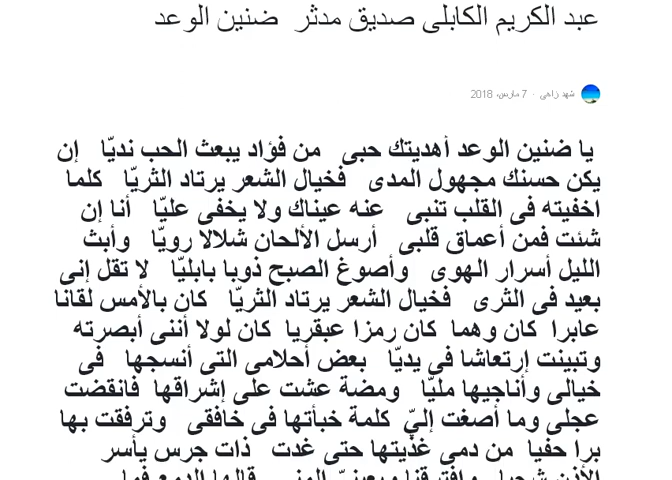 عبد الكريم الكابلى صديق مدثر ضنين الوعد
شهد زاحى · 7 مارس، 2018
يا ضنين الوعد أهديتك حبى من فؤاد يبعث الحب نديّا إن
يكن حسنك مجهول المدى فخيال الشعر يرتاد الثريّا كلما
اخفيته فى القلب تنبى عنه عيناك ولا يخفى عليّا أنا إن
شئت فمن أعماق قلبى أرسل الألحان شلالا رويّا وأبث
الليل أسرار الهوى وأصوغ الصبح ذوبا بابليّا لا تقل إنى
بعيد فى الثرى فخيال الشعر يرتاد الثريّا كان بالأمس لقانا
عابرا كان وهما كان رمزا عبقريا كان لولا أننى أبصرته
وتبينت إرتعاشا فى يديّا بعض أحلامى التى أنسجها فى
خيالى وأناجيها مليّا ومضة عشت على إشراقها فانقضت
عجلى وما أصغت إليّ كلمة خبأتها فى خافقى وترفقت بها
برا حفيا من دمى غذيتها حتى غدت ذات جرس يأسر